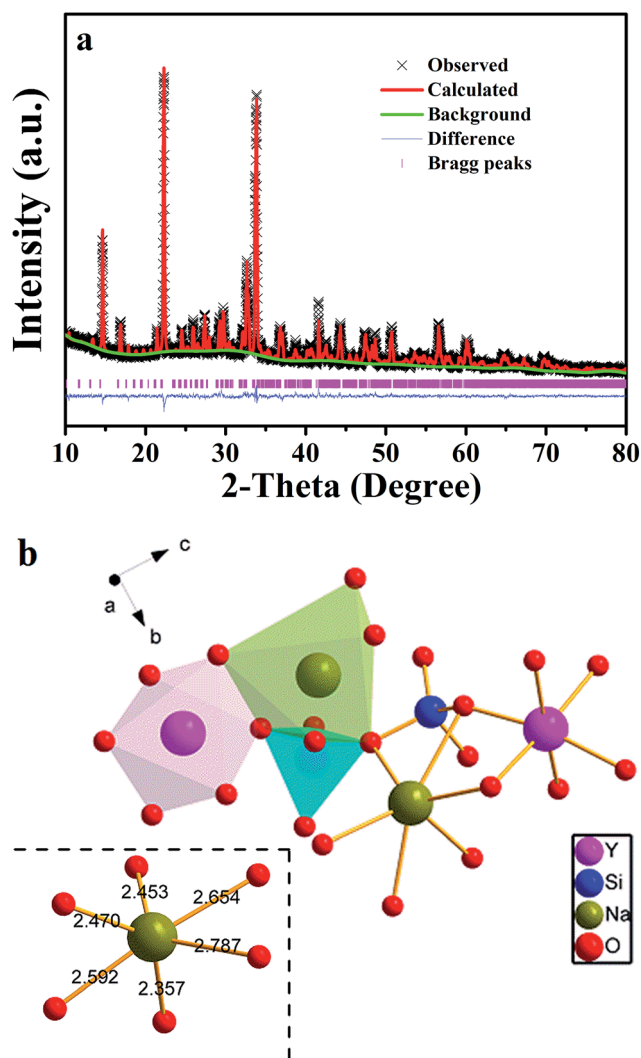 a
Observed
Calculated
Background
Difference
Bragg peaks
Intensity (a.u.)
10 20 30 40 50 60 70 80
2-Theta (Degree)
b
c
a
b
Y
Si
Na
O
2.453
2.654
2.470
2.787
2.592
2.357